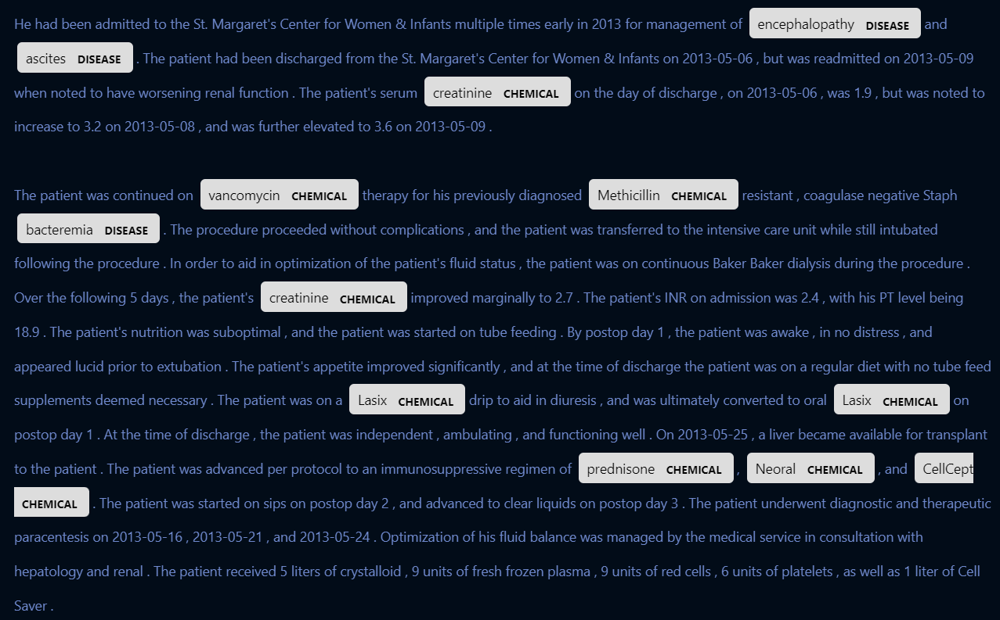 He had been admitted to the St. Margaret's Center for Women & Infants multiple times early in 2013 for management of encephalopathy DISEASE and
ascites DISEASE . The patient had been discharged from the St. Margaret's Center for Women & Infants on 2013-05-06 , but was readmitted on 2013-05-09
when noted to have worsening renal function . The patient's serum creatinine CHEMICAL on the day of discharge , on 2013-05-06 , was 1.9 , but was noted to
increase to 3.2 on 2013-05-08 , and was further elevated to 3.6 on 2013-05-09 .
The patient was continued on vancomycin CHEMICAL therapy for his previously diagnosed Methicillin CHEMICAL resistant , coagulase negative Staph
bacteremia DISEASE . The procedure proceeded without complications , and the patient was transferred to the intensive care unit while still intubated
following the procedure . In order to aid in optimization of the patient's fluid status , the patient was on continuous Baker Baker dialysis during the procedure .
Over the following 5 days , the patient's creatinine CHEMICAL improved marginally to 2.7 . The patient's INR on admission was 2.4 , with his PT level being
18.9 . The patient's nutrition was suboptimal , and the patient was started on tube feeding . By postop day 1 , the patient was awake , in no distress , and
appeared lucid prior to extubation . The patient's appetite improved significantly , and at the time of discharge the patient was on a regular diet with no tube feed
supplements deemed necessary . The patient was on a Lasix CHEMICAL drip to aid in diuresis , and was ultimately converted to oral Lasix CHEMICAL on
postop day 1 . At the time of discharge , the patient was independent , ambulating , and functioning well . On 2013-05-25 , a liver became available for transplant
to the patient . The patient was advanced per protocol to an immunosuppressive regimen of prednisone CHEMICAL , Neoral CHEMICAL , and CellCept
CHEMICAL . The patient was started on sips on postop day 2 , and advanced to clear liquids on postop day 3 . The patient underwent diagnostic and therapeutic
paracentesis on 2013-05-16 , 2013-05-21 , and 2013-05-24 . Optimization of his fluid balance was managed by the medical service in consultation with
hepatology and renal . The patient received 5 liters of crystalloid , 9 units of fresh frozen plasma , 9 units of red cells , 6 units of platelets , as well as 1 liter of Cell
Saver .